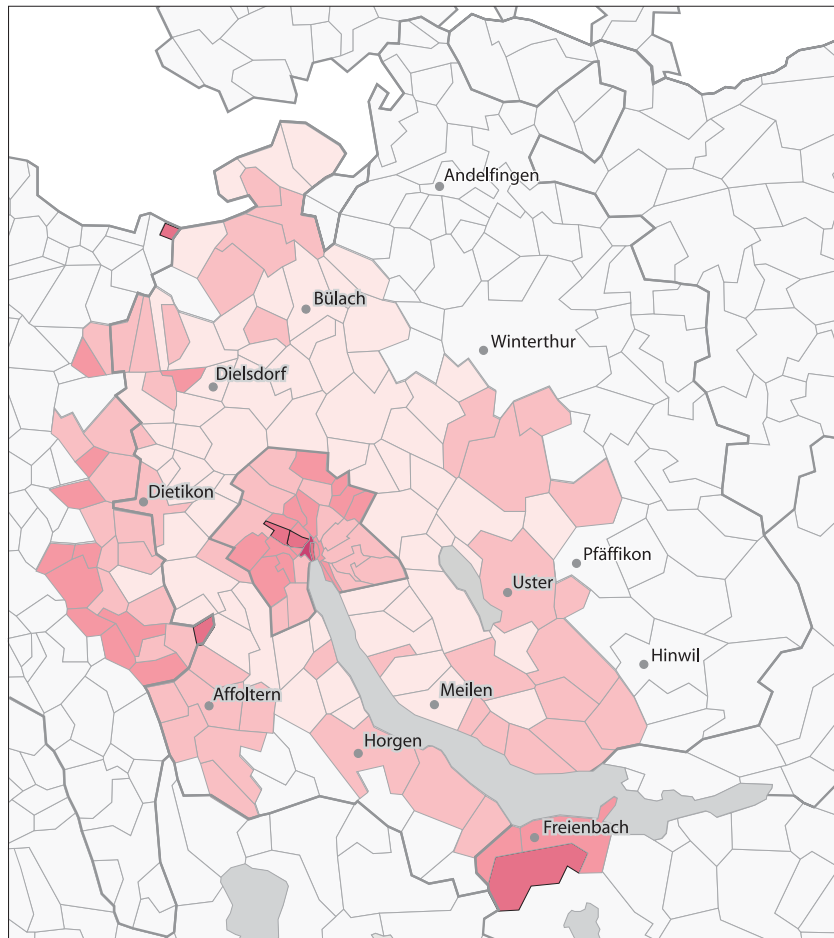 Andelfingen
Bülach
Winterthur
Dielsdorf
Dietikon
Pfäffikon
Uster
Hinwil
Meilen
Affoltern
Horgen
Freienbach